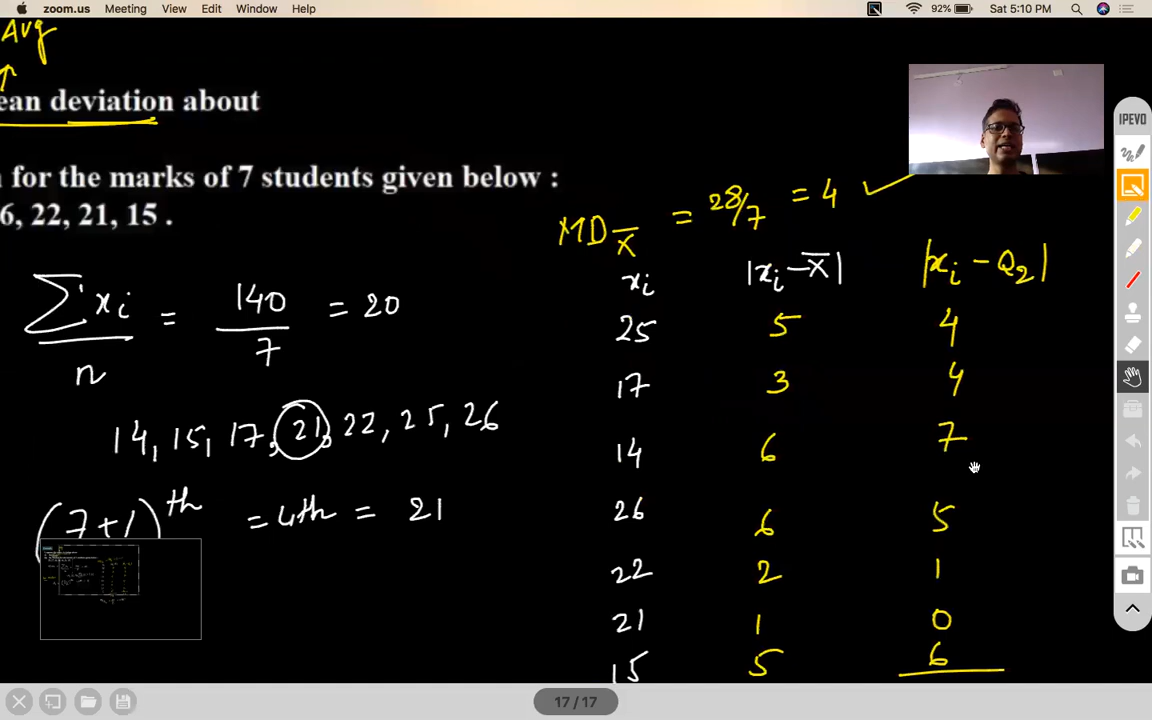 zoom.us Meeting View Edit Window Help 92% Sat 5:10 PM
Avg
ean deviation about
n for the marks of 7 students given below :
6, 22, 21, 15 .
MD x̄ = 28/7 = 4 ✓
∑xi / n = 140 / 7 = 20
14, 15, 17, 21, 22, 25, 26
(7+1)th = 4th = 21
xi |xi – x̄| |xi – Q2|
25 5 4
17 3 4
14 6 7
26 6 5
22 2 1
21 1 0
15 5 6
IPEVO
17 / 17